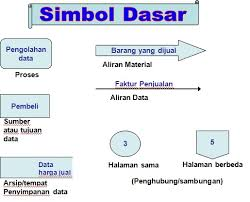 Simbol Dasar
Pengolahan
data
Proses
Barang yang dijual
Aliran Material
Faktur Penjualan
Aliran Data
Pembeli
Sumber
atau tujuan
data
3
Halaman sama
5
Halaman berbeda
(Penghubung/sambungan)
Data
harga jual
Arsip/tempat
Penyimpanan data